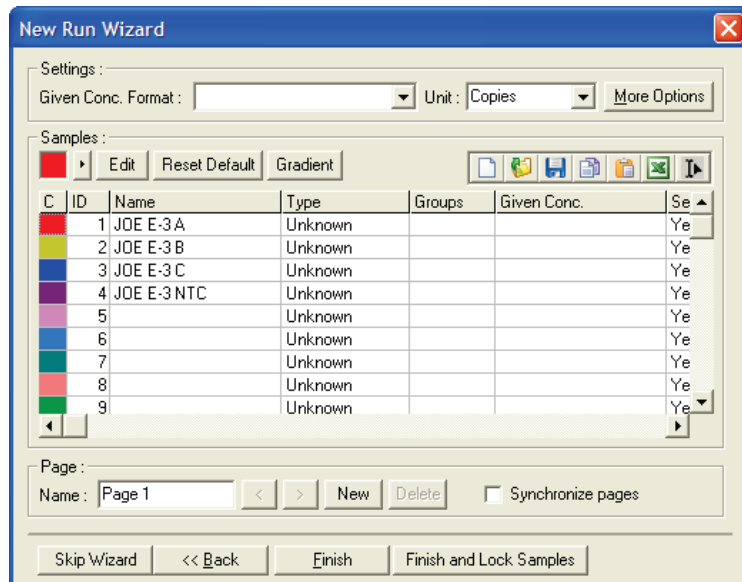 New Run Wizard
Settings :
Given Conc. Format : Unit : Copies More Options
Samples :
Edit Reset Default Gradient
C ID Name Type Groups Given Conc. Se
1 JOE E-3 A Unknown Ye
2 JOE E-3 B Unknown Ye
3 JOE E-3 C Unknown Ye
4 JOE E-3 NTC Unknown Ye
5 Unknown Ye
6 Unknown Ye
7 Unknown Ye
8 Unknown Ye
9 Unknown Ye
Page :
Name : Page 1 < > New Delete Synchronize pages
Skip Wizard << Back Finish Finish and Lock Samples